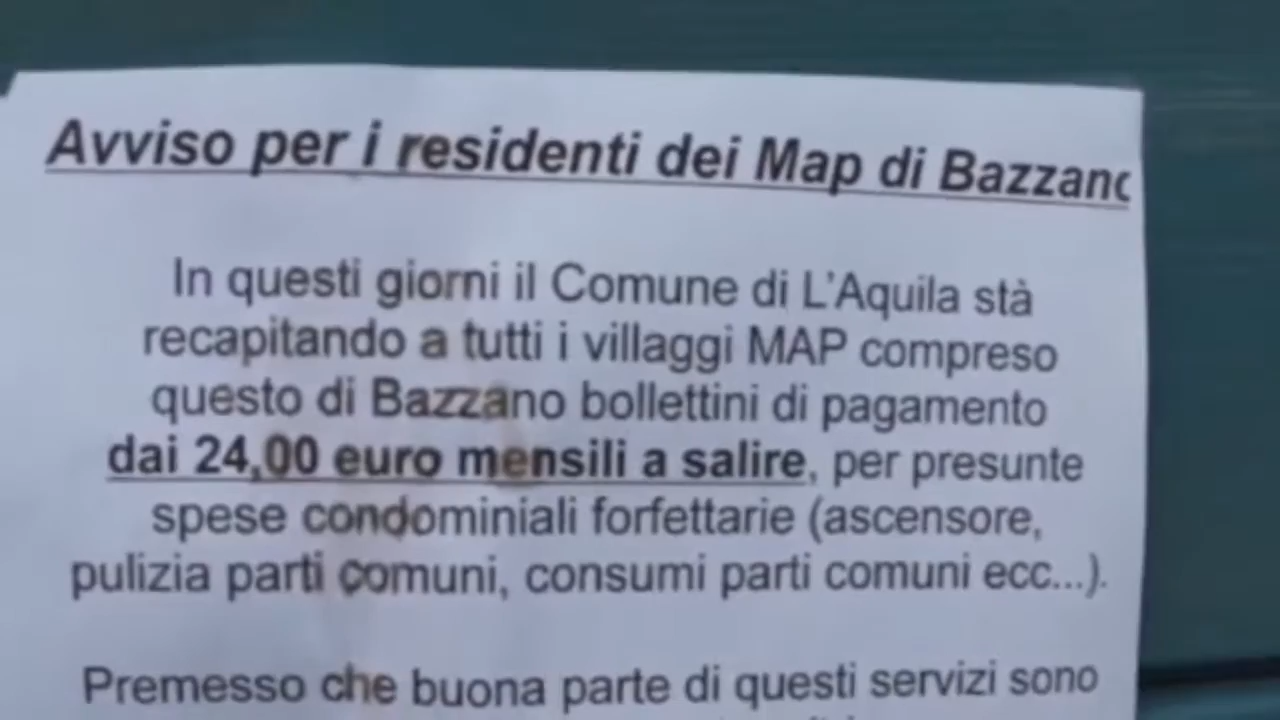 Avviso per i residenti dei Map di Bazzano
In questi giorni il Comune di L'Aquila stà
recapitando a tutti i villaggi MAP compreso
questo di Bazzano bollettini di pagamento
dai 24,00 euro mensili a salire, per presunte
spese condominiali forfettarie (ascensore,
pulizia parti comuni, consumi parti comuni ecc...).
Premesso che buona parte di questi servizi sono